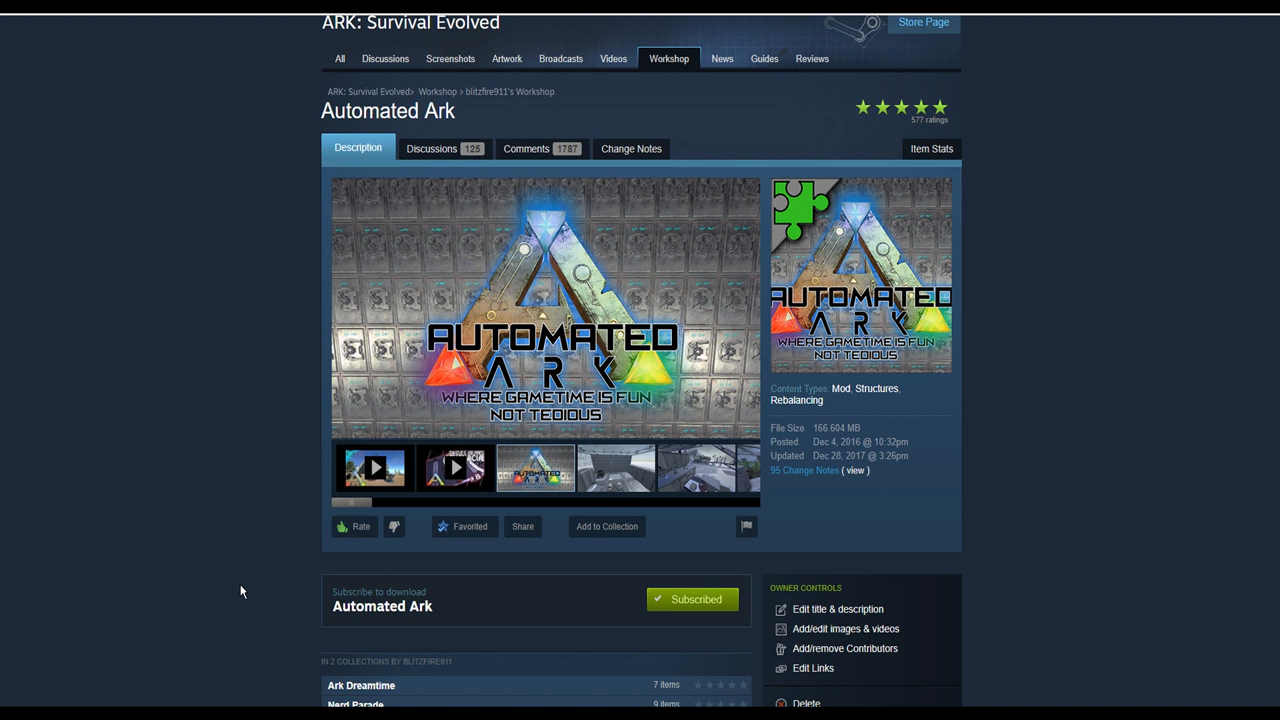 ARK: Survival Evolved
Store Page
All Discussions Screenshots Artwork Broadcasts Videos Workshop News Guides Reviews
ARK: Survival Evolved> Workshop > blitzfire911's Workshop
Automated Ark
577 ratings
Description Discussions 125 Comments 1787 Change Notes Item Stats
AUTOMATED
ARK
WHERE GAMETIME IS FUN
NOT TEDIOUS
AUTOMATED
ARK
WHERE GAMETIME IS FUN
NOT TEDIOUS
Content Types: Mod, Structures,
Rebalancing
File Size 166.604 MB
Posted Dec 4, 2016 @ 10:32pm
Updated Dec 28, 2017 @ 3:26pm
95 Change Notes ( view )
Rate Favorited Share Add to Collection
Subscribe to download
Automated Ark
Subscribed
IN 2 COLLECTIONS BY BLITZFIRE911
Ark Dreamtime 7 items
Nerd Parade 9 items
OWNER CONTROLS
Edit title & description
Add/edit images & videos
Add/remove Contributors
Edit Links
Delete